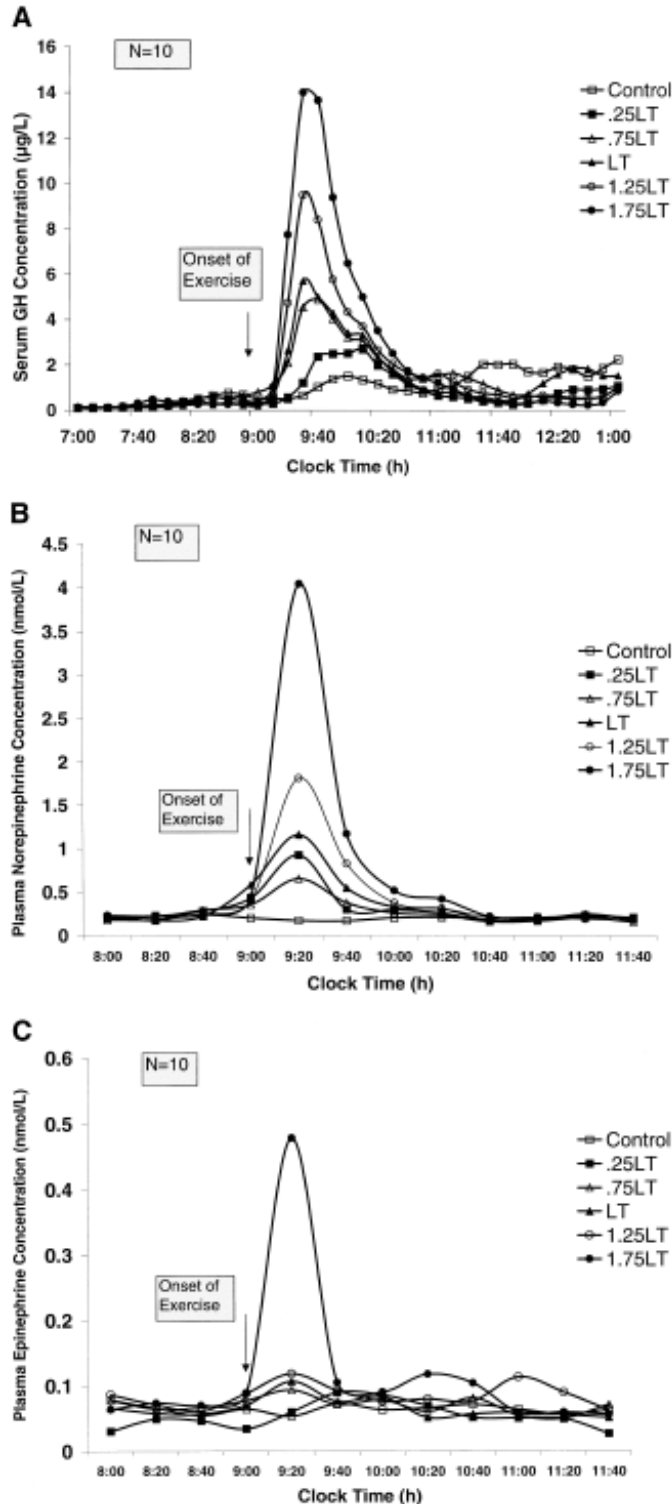 A
N=10
Serum GH Concentration (µg/L)
16
14
12
10
8
6
4
2
0
Onset of
Exercise
Control
.25LT
.75LT
LT
1.25LT
1.75LT
7:00 7:40 8:20 9:00 9:40 10:20 11:00 11:40 12:20 1:00
Clock Time (h)
B
N=10
Plasma Norepinephrine Concentration (nmol/L)
4.5
4
3.5
3
2.5
2
1.5
1
0.5
0
Onset of
Exercise
Control
.25LT
.75LT
LT
1.25LT
1.75LT
8:00 8:20 8:40 9:00 9:20 9:40 10:00 10:20 10:40 11:00 11:20 11:40
Clock Time (h)
C
N=10
Plasma Epinephrine Concentration (nmol/L)
0.6
0.5
0.4
0.3
0.2
0.1
0
Onset of
Exercise
Control
.25LT
.75LT
LT
1.25LT
1.75LT
8:00 8:20 8:40 9:00 9:20 9:40 10:00 10:20 10:40 11:00 11:20 11:40
Clock Time (h)